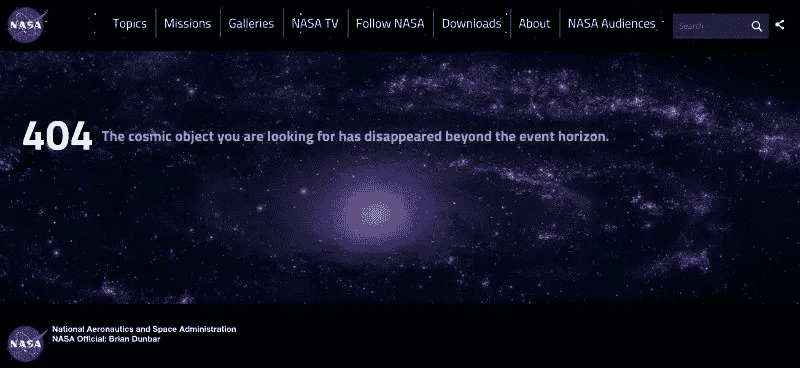 NASA
Topics Missions Galleries NASA TV Follow NASA Downloads About NASA Audiences Search
404 The cosmic object you are looking for has disappeared beyond the event horizon.
National Aeronautics and Space Administration
NASA
NASA Official: Brian Dunbar